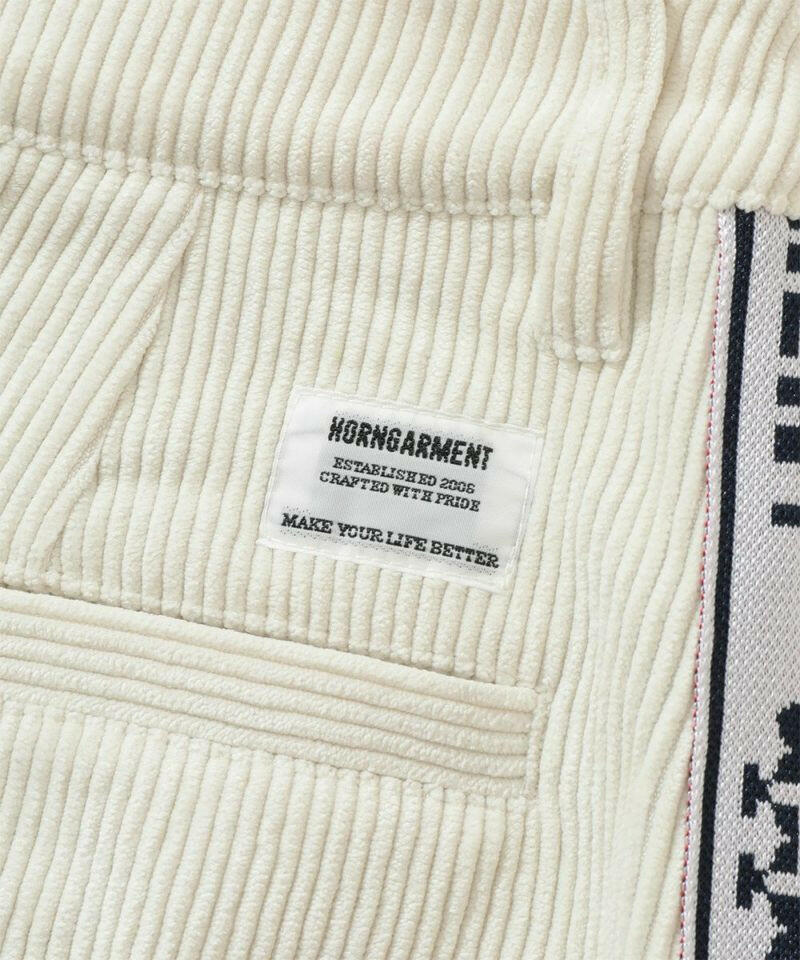 HORNGARMENT
ESTABLISHED 2006
CRAFTED WITH PRIDE
MAKE YOUR LIFE BETTER